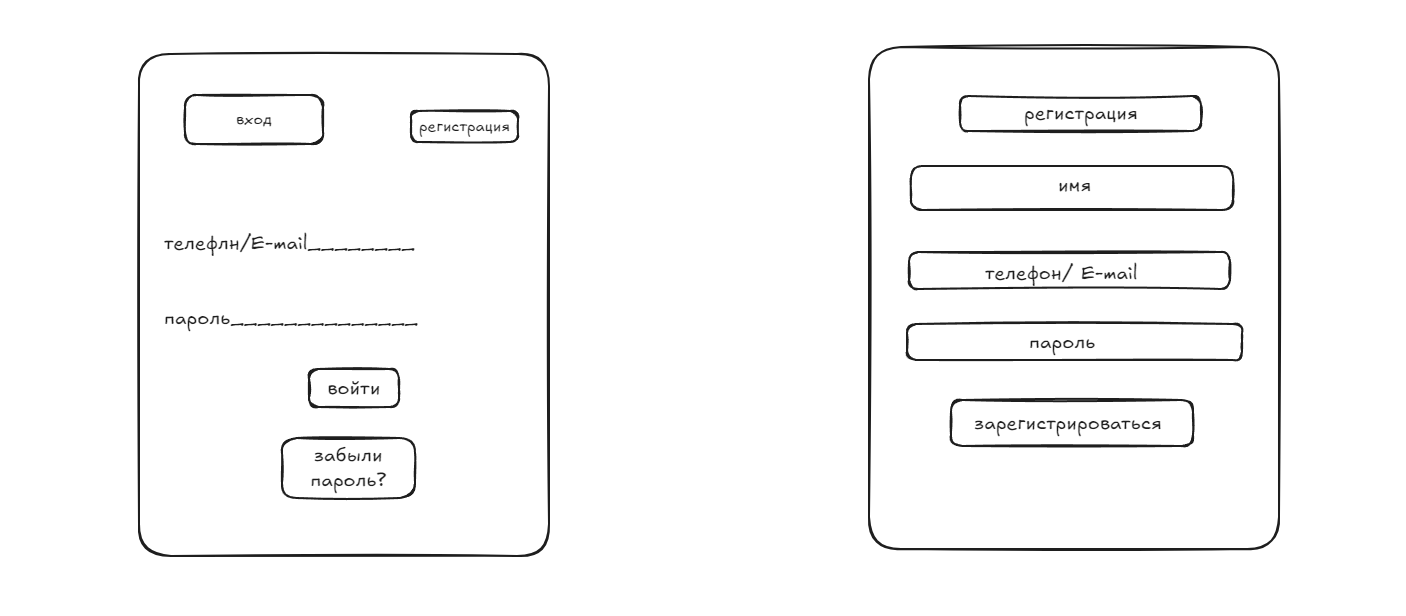 вход
регистрация
телефлн/E-mail________
пароль______________
войти
забыли
пароль?
регистрация
имя
телефон/ E-mail
пароль
зарегистрироваться